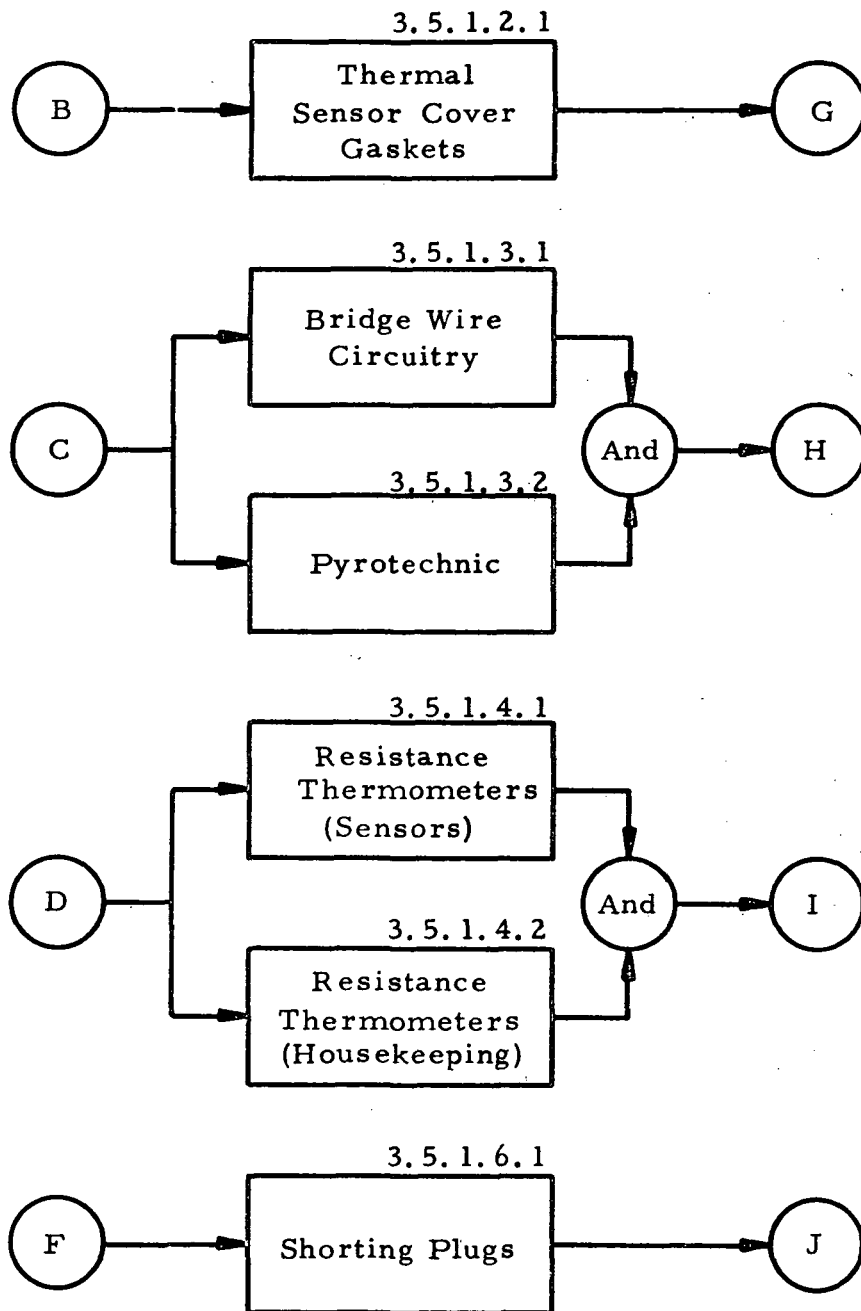 3.5.1.2.1
B
Thermal
Sensor Cover
Gaskets
G
3.5.1.3.1
Bridge Wire
Circuitry
C
And
H
3.5.1.3.2
Pyrotechnic
3.5.1.4.1
Resistance
Thermometers
(Sensors)
D
And
I
3.5.1.4.2
Resistance
Thermometers
(Housekeeping)
3.5.1.6.1
F
Shorting Plugs
J